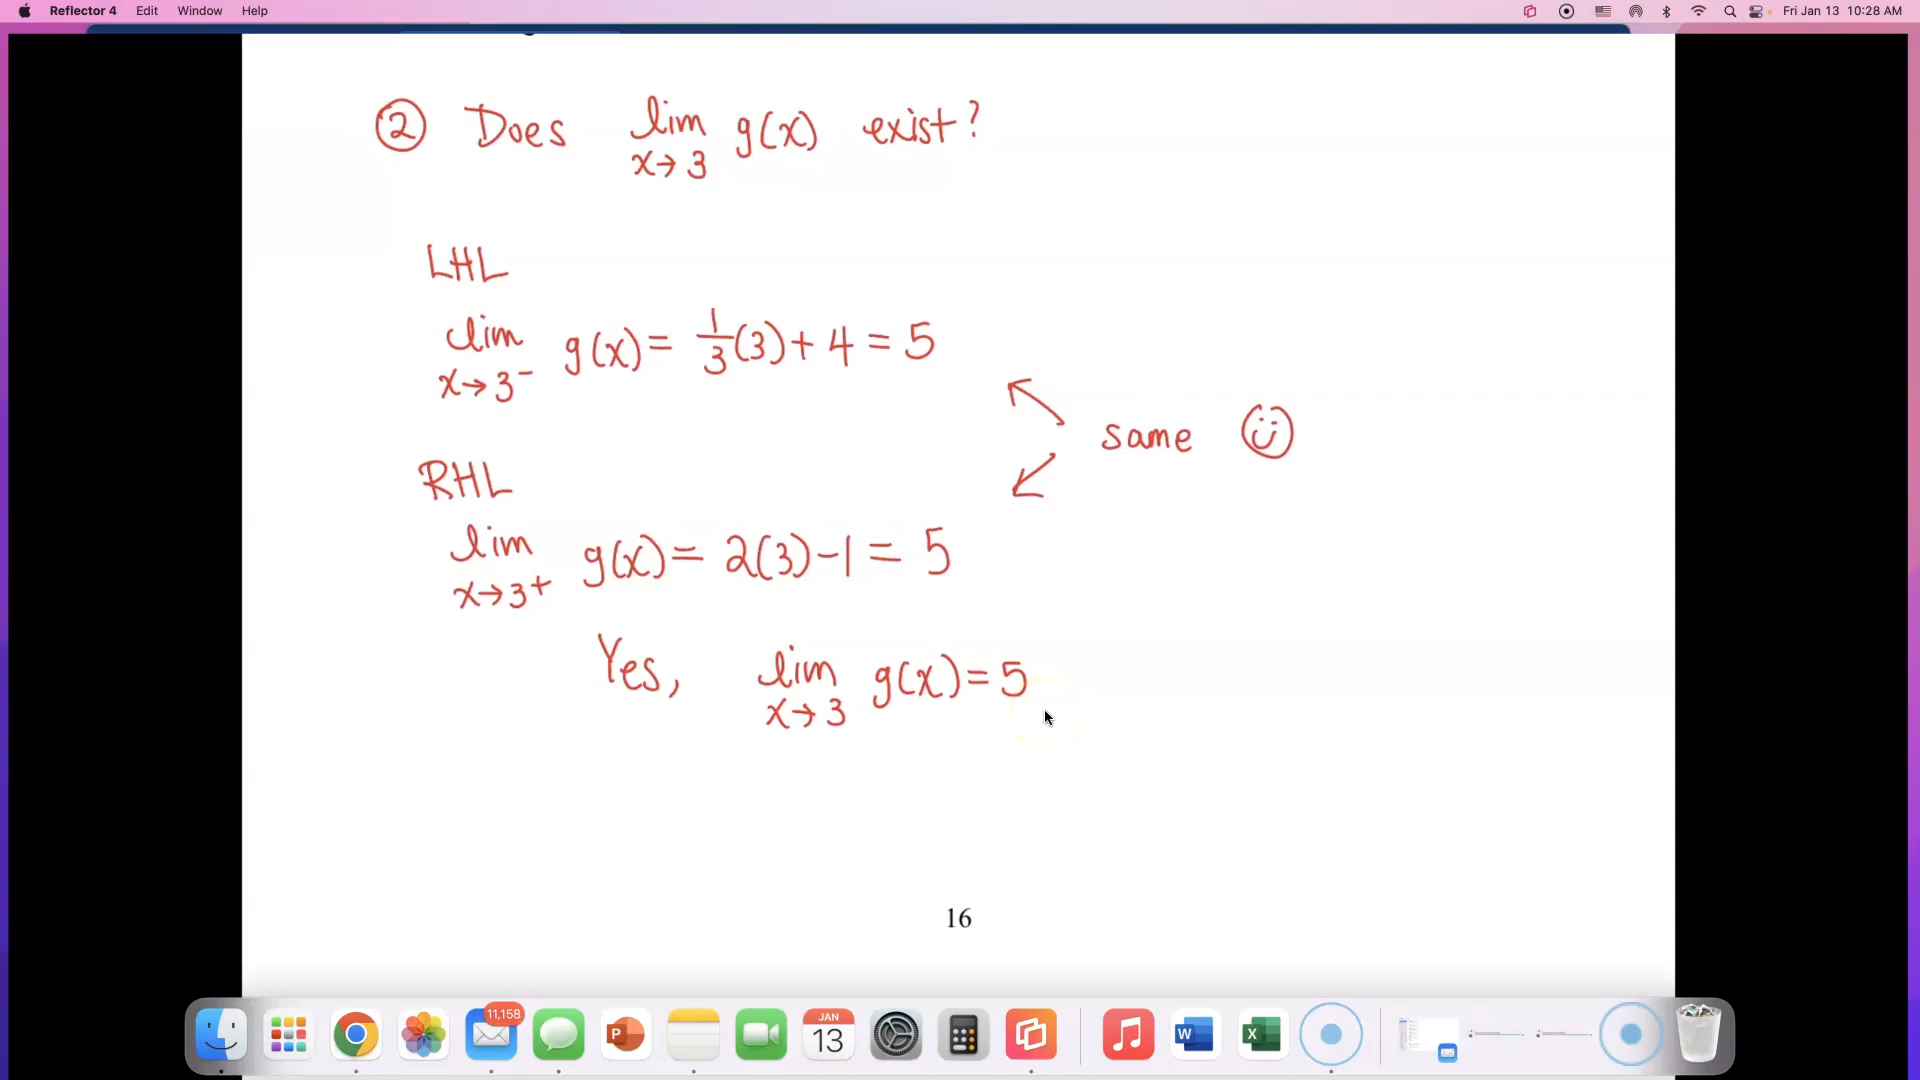 Reflector 4 Edit Window Help Fri Jan 13 10:28 AM
② Does lim x→3 g(x) exist?
LHL
lim x→3⁻ g(x) = 1/3(3) + 4 = 5
same
RHL
lim x→3⁺ g(x) = 2(3) - 1 = 5
Yes, lim x→3 g(x) = 5
16
11,158
JAN
13
P
W
X